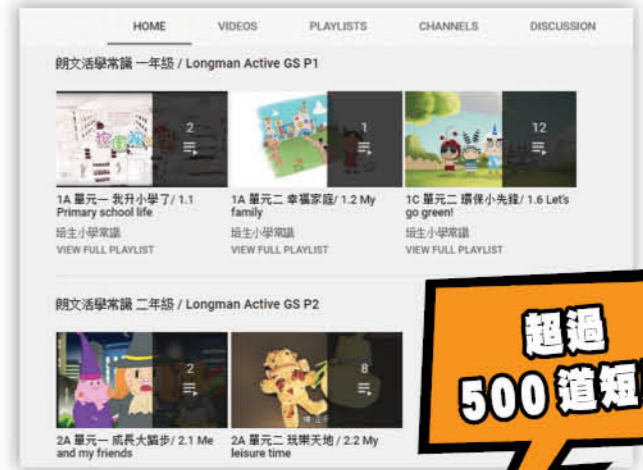 HOME VIDEOS PLAYLISTS CHANNELS DISCUSSION
朗文活學常識 一年級 / Longman Active GS P1
2
1
12
1A 單元一 我升小學了/ 1.1
Primary school life
培生小學常識
VIEW FULL PLAYLIST
1A 單元二 幸福家庭/ 1.2 My
family
培生小學常識
VIEW FULL PLAYLIST
1C 單元二 環保小先鋒/ 1.6 Let's
go green!
培生小學常識
VIEW FULL PLAYLIST
朗文活學常識 二年級 / Longman Active GS P2
2
8
2A 單元一 成長大踏步/ 2.1 Me
and my friends
2A 單元二 玩樂天地 / 2.2 My
leisure time
超過
500 道短